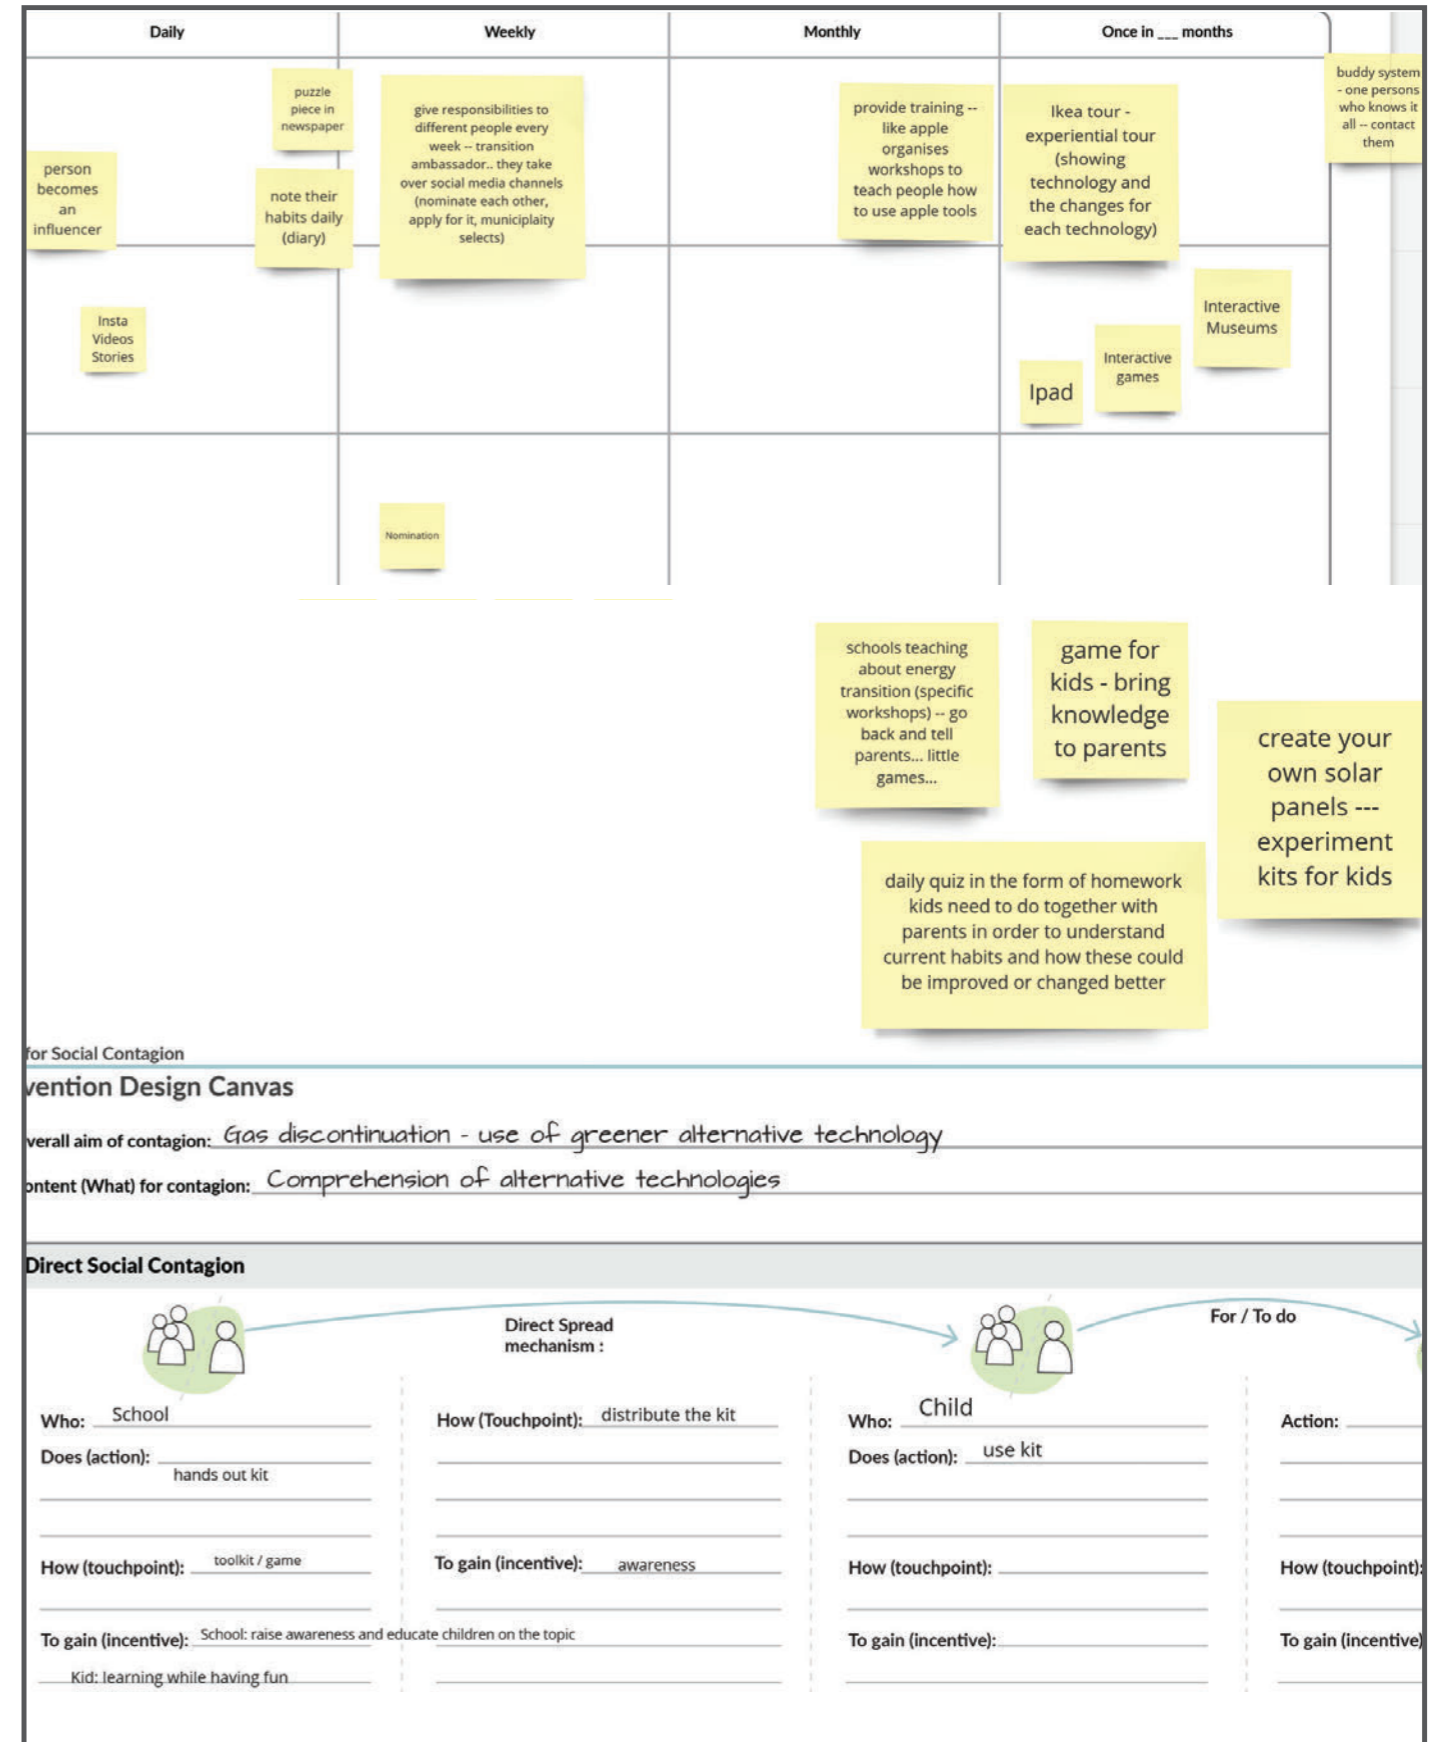 Daily
Weekly
Monthly
Once in ___ months
puzzle
piece in
newspaper
person
becomes
an
influencer
note their
habits daily
(diary)
give responsibilities to
different people every
week -- transition
ambassador.. they take
over social media channels
(nominate each other,
apply for it, municiplaity
selects)
provide training --
like apple
organises
workshops to
teach people how
to use apple tools
Ikea tour -
experiential tour
(showing
technology and
the changes for
each technology)
buddy system
- one persons
who knows it
all -- contact
them
Insta
Videos
Stories
Ipad
Interactive
games
Interactive
Museums
Nomination
schools teaching
about energy
transition (specific
workshops) -- go
back and tell
parents... little
games...
game for
kids - bring
knowledge
to parents
create your
own solar
panels ---
experiment
kits for kids
daily quiz in the form of homework
kids need to do together with
parents in order to understand
current habits and how these could
be improved or changed better
for Social Contagion
vention Design Canvas
verall aim of contagion: Gas discontinuation - use of greener alternative technology
ontent (What) for contagion: Comprehension of alternative technologies
Direct Social Contagion
Direct Spread
mechanism :
For / To do
Who: School
Does (action):
hands out kit
How (touchpoint): toolkit / game
To gain (incentive): School: raise awareness and educate children on the topic
Kid: learning while having fun
How (Touchpoint): distribute the kit
To gain (incentive): awareness
Who: Child
Does (action): use kit
How (touchpoint):
To gain (incentive):
Action:
How (touchpoint):
To gain (incentive)